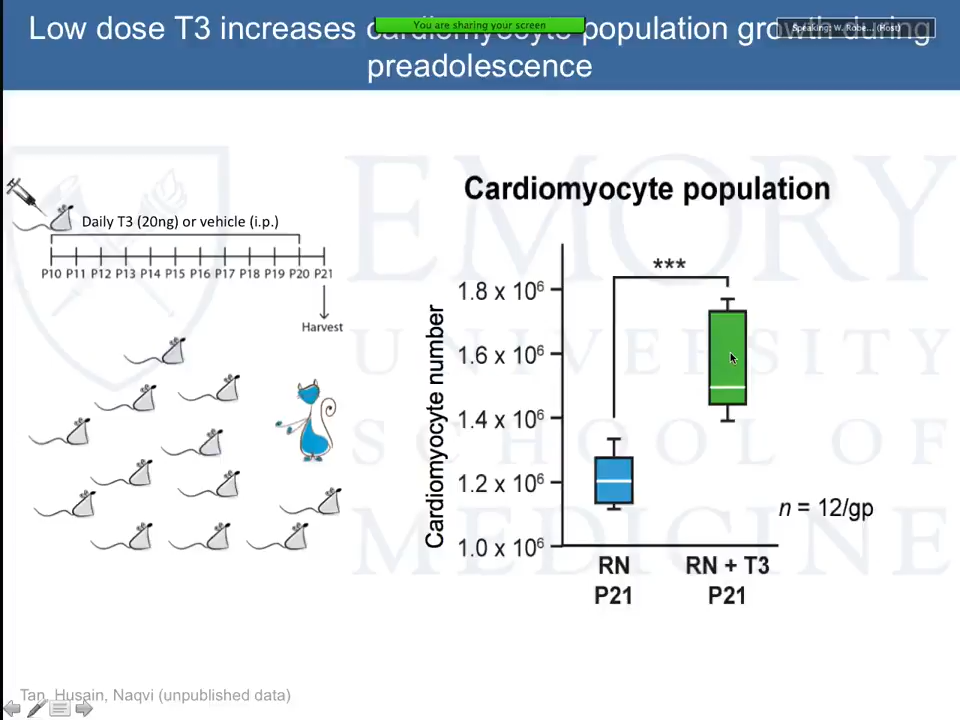 Low dose T3 increases cardiomyocyte population growth during
preadolescence
You are sharing your screen
Speaking: W. Robe... (Host)
EMORY
UNIVERSITY
SCHOOL OF
MEDICINE
Daily T3 (20ng) or vehicle (i.p.)
P10 P11 P12 P13 P14 P15 P16 P17 P18 P19 P20 P21
Harvest
Cardiomyocyte population
Cardiomyocyte number
***
1.8 x 10⁶
1.6 x 10⁶
1.4 x 10⁶
1.2 x 10⁶
1.0 x 10⁶
n = 12/gp
RN
P21
RN + T3
P21
Tan, Husain, Naqvi (unpublished data)